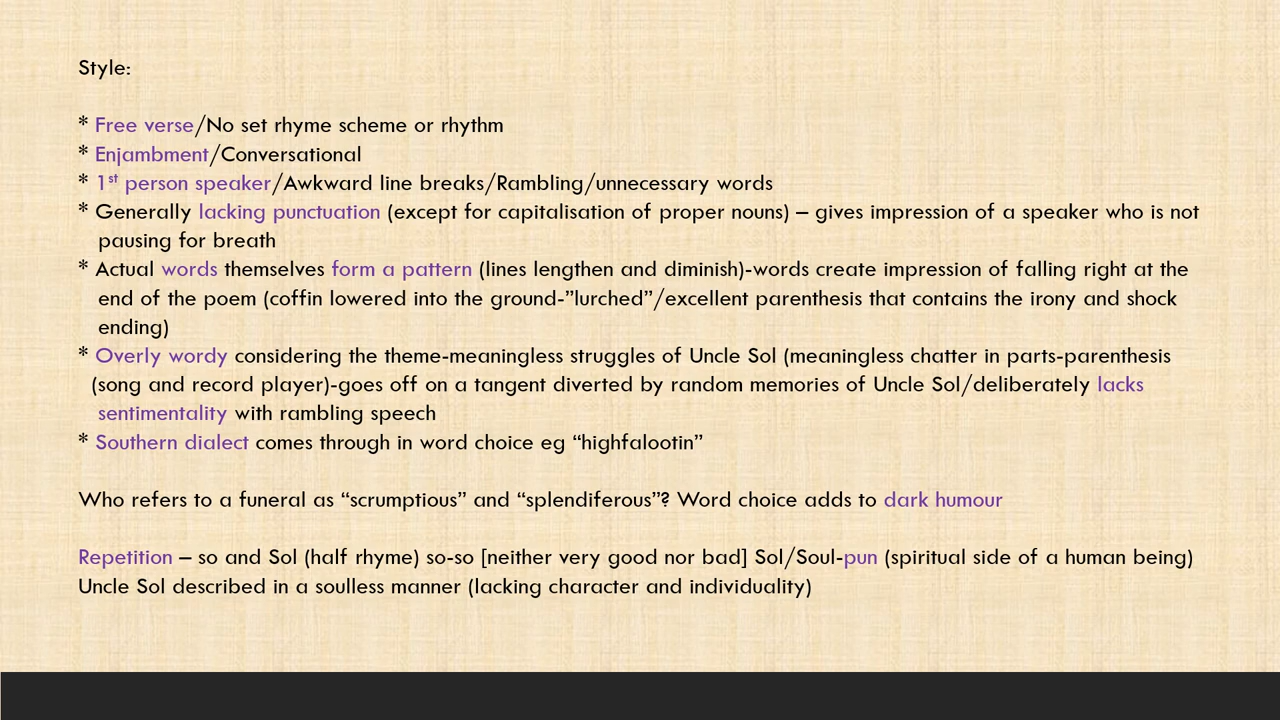 Style:
* Free verse/No set rhyme scheme or rhythm
* Enjambment/Conversational
* 1st person speaker/Awkward line breaks/Rambling/unnecessary words
* Generally lacking punctuation (except for capitalisation of proper nouns) – gives impression of a speaker who is not
pausing for breath
* Actual words themselves form a pattern (lines lengthen and diminish)-words create impression of falling right at the
end of the poem (coffin lowered into the ground-”lurched”/excellent parenthesis that contains the irony and shock
ending)
* Overly wordy considering the theme-meaningless struggles of Uncle Sol (meaningless chatter in parts-parenthesis
(song and record player)-goes off on a tangent diverted by random memories of Uncle Sol/deliberately lacks
sentimentality with rambling speech
* Southern dialect comes through in word choice eg “highfalootin”
Who refers to a funeral as “scrumptious” and “splendiferous”? Word choice adds to dark humour
Repetition – so and Sol (half rhyme) so-so [neither very good nor bad] Sol/Soul-pun (spiritual side of a human being)
Uncle Sol described in a soulless manner (lacking character and individuality)